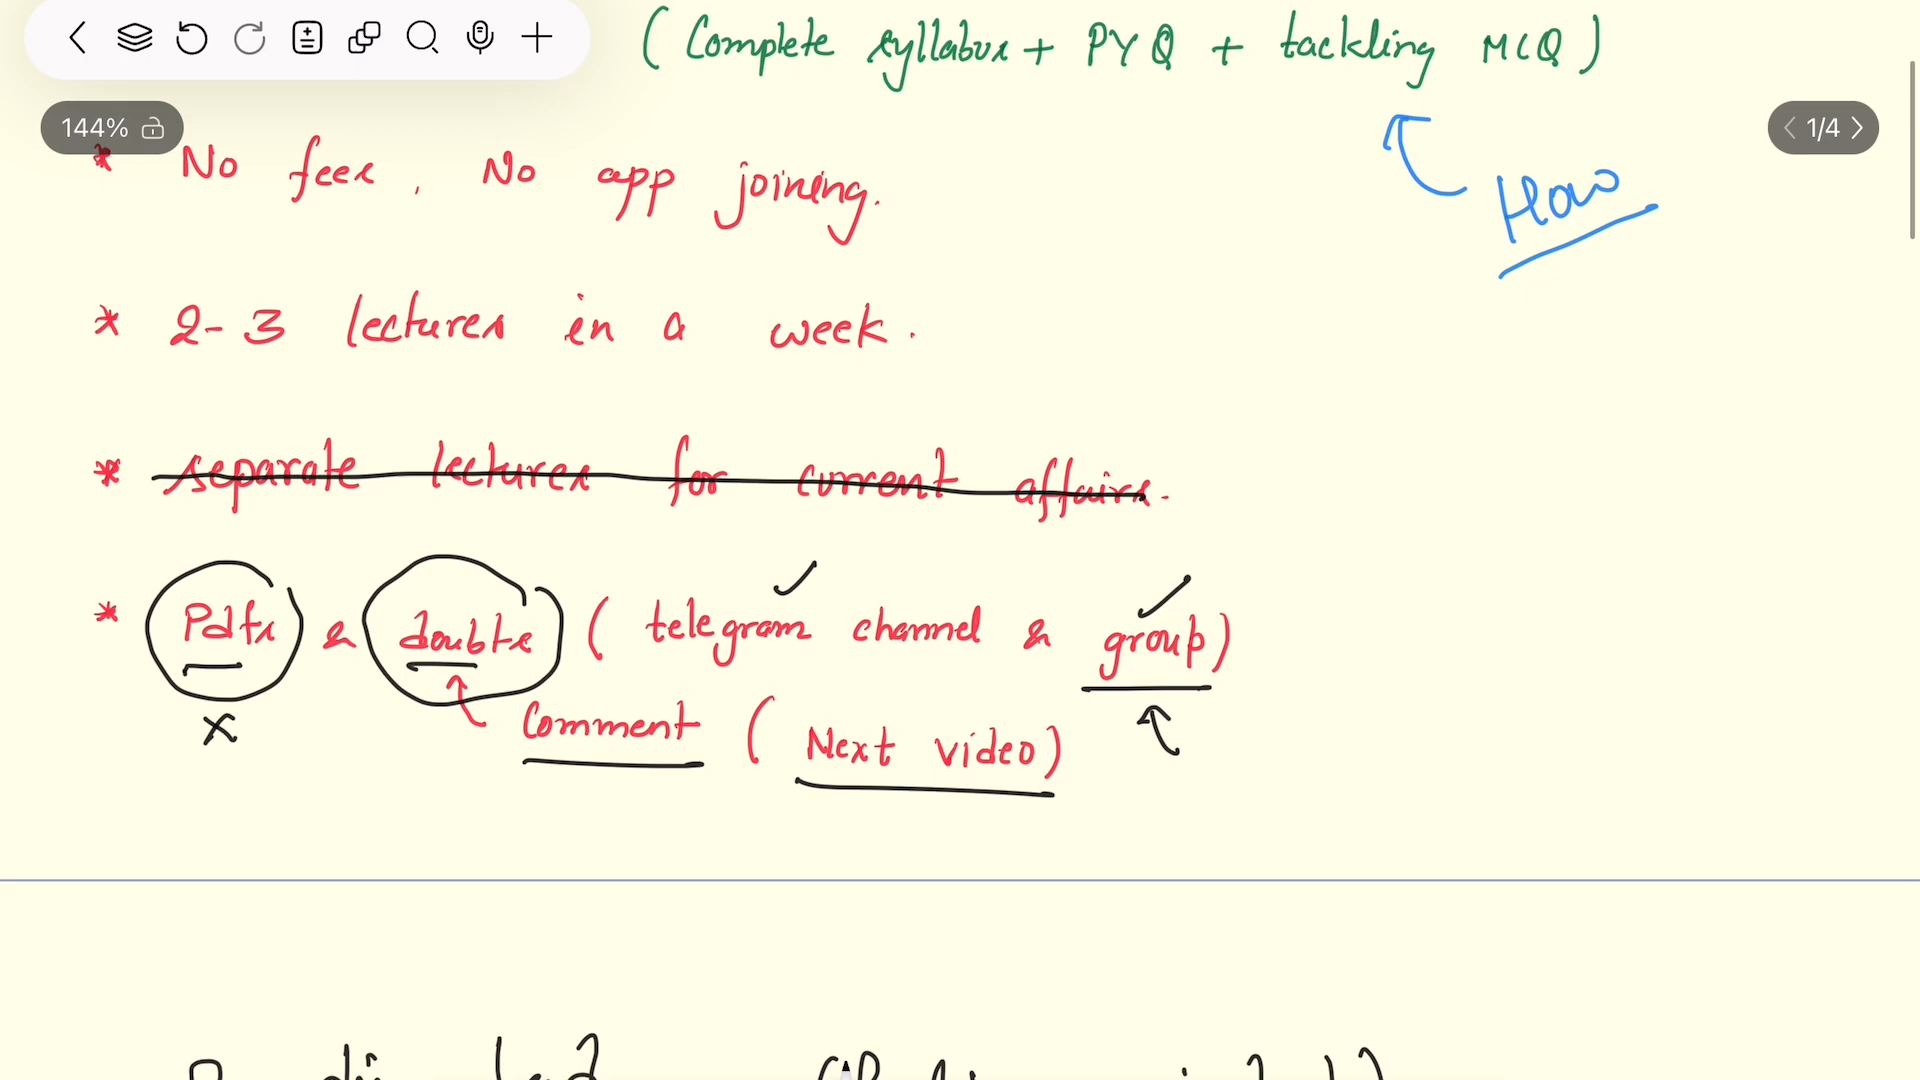 (Complete syllabus + PYQ + tackling MCQ)
144%
1/4
* No fees, No app joining.
How
* 2-3 lectures in a week.
* separate lectures for current affairs.
* Pdfs & doubts (telegram channel & group)
x Comment (Next video)